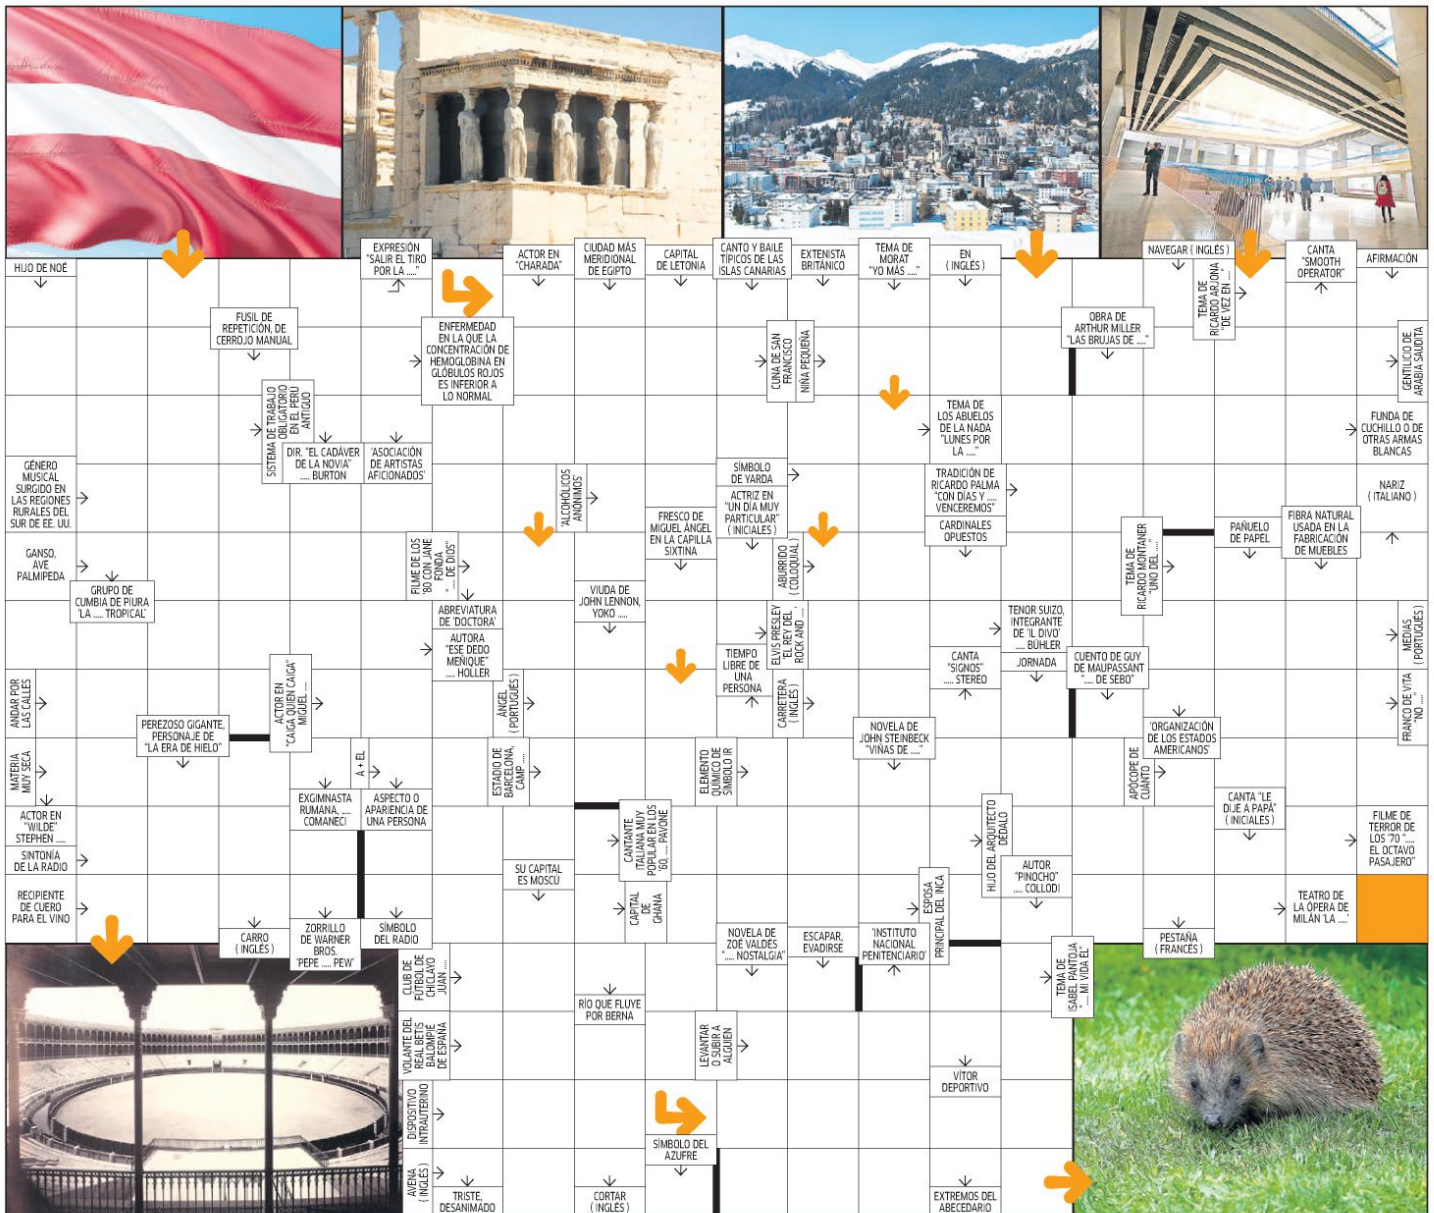 HIJO DE NOÉ
EXPRESIÓN
"SALIR EL TIRO
POR LA ....."
ACTOR EN
"CHARADA"
CIUDAD MÁS
MERIDIONAL
DE EGIPTO
CAPITAL
DE LETONIA
CANTO Y BAILE
TÍPICOS DE LAS
ISLAS CANARIAS
EXTENISTA
BRITÁNICO
TEMA DE
MORAT
"YO MÁS ....."
EN
( INGLÉS )
NAVEGAR ( INGLÉS )
TEMA DE
RICARDO ARJONA
"DE VEZ EN ....."
CANTA
"SMOOTH
OPERATOR"
AFIRMACIÓN
FUSIL DE
REPETICIÓN, DE
CERROJO MANUAL
ENFERMEDAD
EN LA QUE LA
CONCENTRACIÓN DE
HEMOGLOBINA EN
GLÓBULOS ROJOS
ES INFERIOR A
LO NORMAL
CUNA DE SAN
FRANCISCO
NIÑA PEQUEÑA
OBRA DE
ARTHUR MILLER
"LAS BRUJAS DE ....."
GENTILICIO DE
ARABIA SAUDITA
SISTEMA DE TRABAJO
OBLIGATORIO
EN EL PERÚ
ANTIGUO
DIR. "EL CADÁVER
DE LA NOVIA"
..... BURTON
'ASOCIACIÓN
DE ARTISTAS
AFICIONADOS'
TEMA DE
LOS ABUELOS
DE LA NADA
"LUNES POR
LA ....."
FUNDA DE
CUCHILLO O DE
OTRAS ARMAS
BLANCAS
GÉNERO
MUSICAL
SURGIDO EN
LAS REGIONES
RURALES DEL
SUR DE EE. UU.
'ALCOHÓLICOS
ANÓNIMOS'
SÍMBOLO
DE YARDA
ACTRIZ EN
"UN DÍA MUY
PARTICULAR"
( INICIALES )
TRADICIÓN DE
RICARDO PALMA
"CON DÍAS Y .....
VENCEREMOS"
CARDINALES
OPUESTOS
NARIZ
( ITALIANO )
FRESCO DE
MIGUEL ÁNGEL
EN LA CAPILLA
SIXTINA
PAÑUELO
DE PAPEL
FIBRA NATURAL
USADA EN LA
FABRICACIÓN
DE MUEBLES
GANSO,
AVE
PALMÍPEDA
GRUPO DE
CUMBIA DE PIURA
'LA ..... TROPICAL'
FILME DE LOS
'80 CON JANE
FONDA
"..... DE DIOS"
ABREVIATURA
DE 'DOCTORA'
AUTORA
"ESE DEDO
MEÑIQUE"
..... HOLLER
VIUDA DE
JOHN LENNON,
YOKO .....
ABURRIDO
( COLOQUIAL )
TEMA DE
RICARDO MONTANER
"UNO DEL ....."
ELVIS PRESLEY
'EL REY DEL
ROCK AND ....'
TENOR SUIZO,
INTEGRANTE
DE 'IL DIVO'
..... BÜHLER
JORNADA
MEDIAS
( PORTUGUÉS )
TIEMPO
LIBRE DE
UNA
PERSONA
CANTA
"SIGNOS"
..... STEREO
CUENTO DE GUY
DE MAUPASSANT
"..... DE SEBO"
ANDAR POR
LAS CALLES
PEREZOSO GIGANTE,
PERSONAJE DE
"LA ERA DE HIELO"
ACTOR EN
"CAIGA QUIEN CAIGA"
MIGUEL .....
ÁNGEL
( PORTUGUÉS )
CARRETERA
( INGLÉS )
NOVELA DE
JOHN STEINBECK
"VIÑAS DE ....."
'ORGANIZACIÓN
DE LOS ESTADOS
AMERICANOS'
FRANCO DE VITA
"NO ....."
MATERIA
MUY SECA
A + EL
ESTADIO DE
BARCELONA,
CAMP .....
ELEMENTO
QUÍMICO DE
SÍMBOLO IR
APÓCOPE DE
CUÁNTO
EXGIMNASTA
RUMANA, .....
COMANECI
ASPECTO O
APARIENCIA DE
UNA PERSONA
CANTA "LE
DIJE A PAPÁ"
( INICIALES )
ACTOR EN
"WILDE"
STEPHEN .....
SINTONÍA
DE LA RADIO
CANTANTE
ITALIANA MUY
POPULAR EN LOS
'60, ..... PAVONE
HIJO DEL ARQUITECTO
DÉDALO
FILME DE
TERROR DE
LOS '70 ".....
EL OCTAVO
PASAJERO"
SU CAPITAL
ES MOSCÚ
AUTOR
"PINOCHO"
..... COLLODI
RECIPIENTE
DE CUERO
PARA EL VINO
CAPITAL
DE
GHANA
ESPOSA
PRINCIPAL DEL INCA
TEATRO DE
LA ÓPERA DE
MILÁN 'LA .....'
CARRO
( INGLÉS )
ZORRILLO
DE WARNER
BROS.
'PEPE ..... PEW'
SÍMBOLO
DEL RADIO
NOVELA DE
ZOÉ VALDÉS
"..... NOSTALGIA"
ESCAPAR,
EVADIRSE
'INSTITUTO
NACIONAL
PENITENCIARIO'
PESTAÑA
( FRANCÉS )
CLUB DE
FÚTBOL DE
CHICLAYO
JUAN .....
RÍO QUE FLUYE
POR BERNA
TEMA DE
ISABEL PANTOJA
"..... MI VIDA ÉL"
VOLANTE DEL
REAL BETIS
BALOMPIÉ
DE ESPAÑA
LEVANTAR
O SUBIR A
ALGUIEN
VÍTOR
DEPORTIVO
DISPOSITIVO
INTRAUTERINO
SÍMBOLO DEL
AZUFRE
AVENA
( INGLÉS )
TRISTE,
DESANIMADO
CORTAR
( INGLÉS )
EXTREMOS DEL
ABECEDARIO